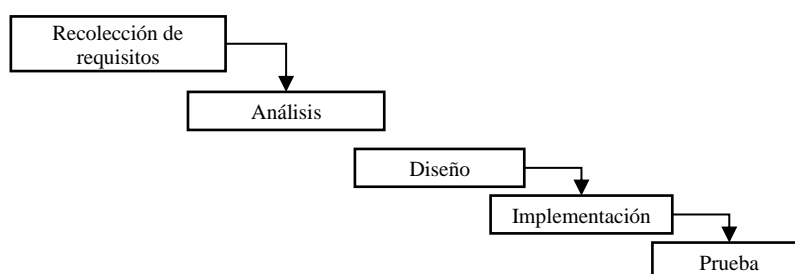 Recolección de
requisitos
Análisis
Diseño
Implementación
Prueba